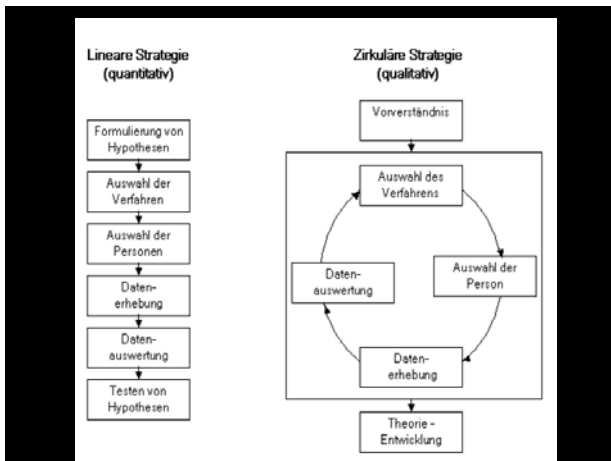 Lineare Strategie
(quantitativ)
Formulierung von
Hypothesen
Auswahl der
Verfahren
Auswahl der
Personen
Daten-
erhebung
Daten-
auswertung
Testen von
Hypothesen
Zirkuläre Strategie
(qualitativ)
Vorverständnis
Auswahl des
Verfahrens
Auswahl der
Person
Daten-
erhebung
Daten-
auswertung
Theorie -
Entwicklung